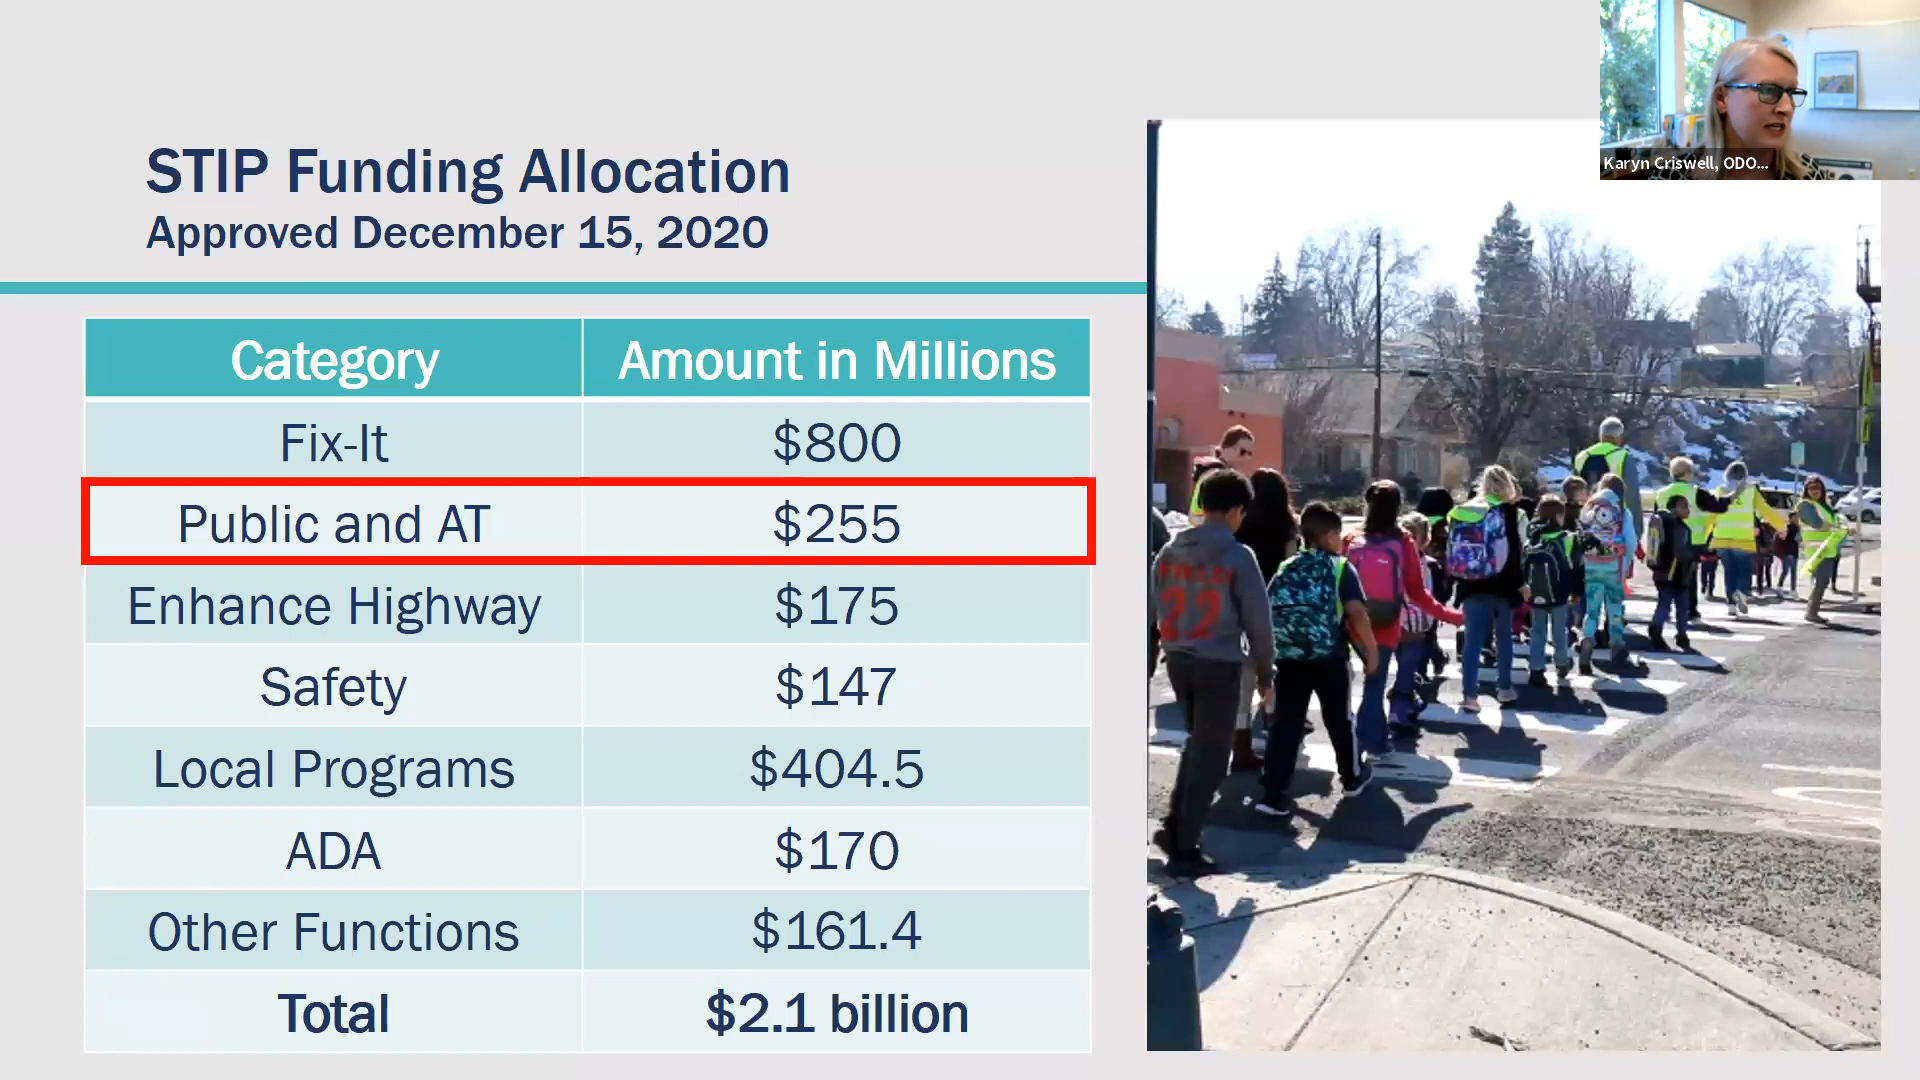 STIP Funding Allocation
Approved December 15, 2020
Karyn Criswell, ODO...
Category Amount in Millions
Fix-It $800
Public and AT $255
Enhance Highway $175
Safety $147
Local Programs $404.5
ADA $170
Other Functions $161.4
Total $2.1 billion
22